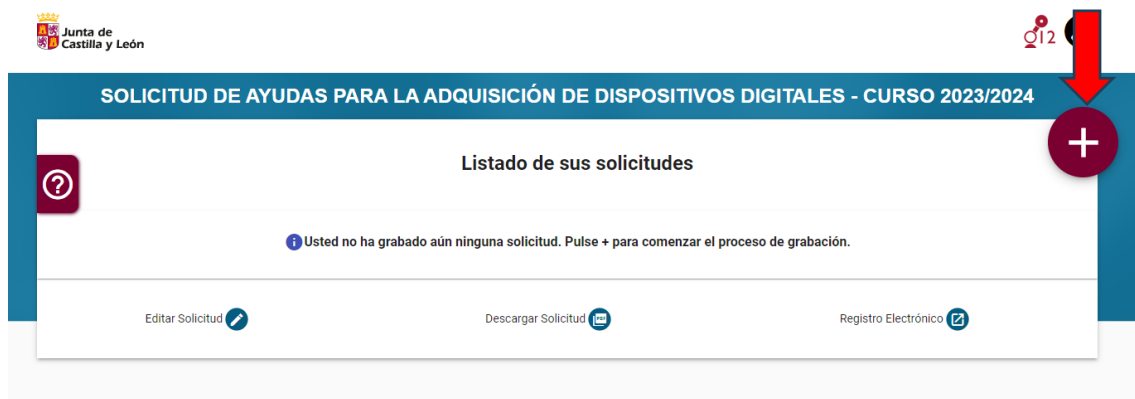 Junta de
Castilla y León
012
SOLICITUD DE AYUDAS PARA LA ADQUISICIÓN DE DISPOSITIVOS DIGITALES - CURSO 2023/2024
Listado de sus solicitudes
Usted no ha grabado aún ninguna solicitud. Pulse + para comenzar el proceso de grabación.
Editar Solicitud
Descargar Solicitud PDF
Registro Electrónico